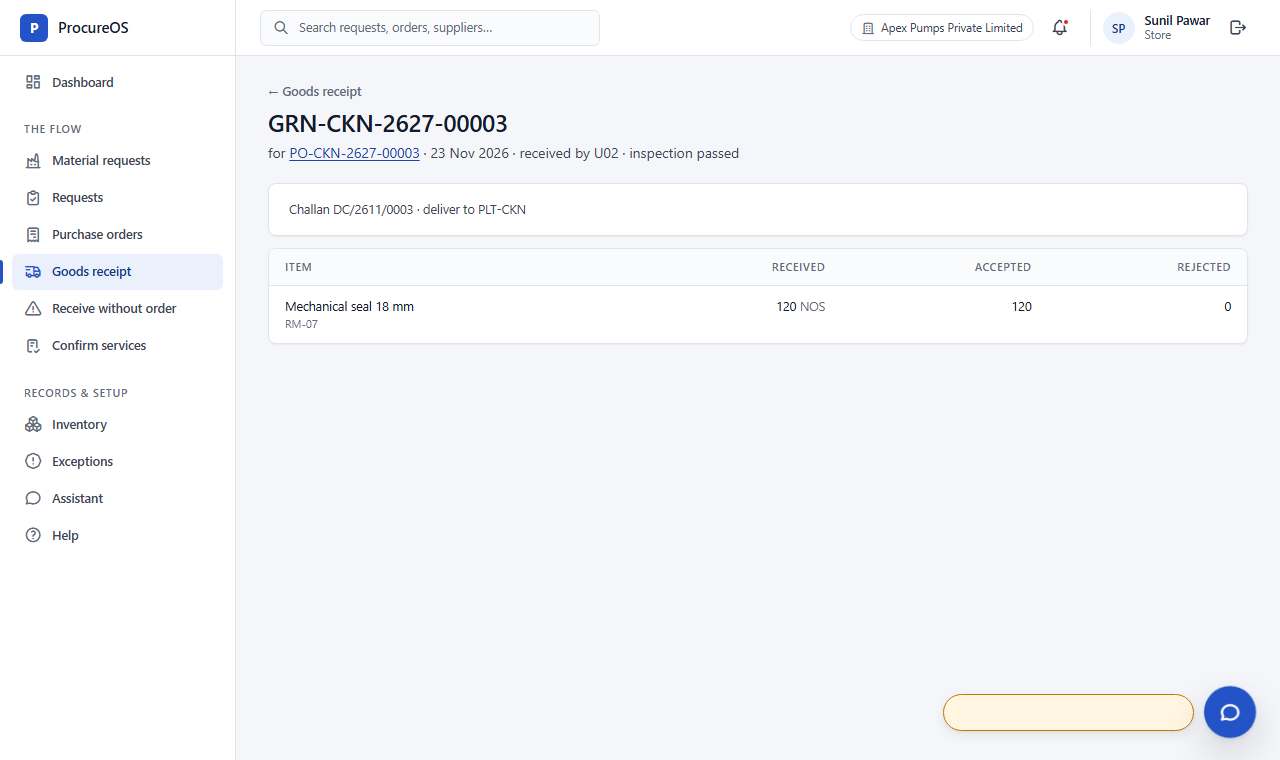 P ProcureOS
Search requests, orders, suppliers...
Apex Pumps Private Limited
SP
Sunil Pawar
Store
Dashboard
THE FLOW
Material requests
Requests
Purchase orders
Goods receipt
Receive without order
Confirm services
RECORDS & SETUP
Inventory
Exceptions
Assistant
Help
← Goods receipt
GRN-CKN-2627-00003
for PO-CKN-2627-00003 · 23 Nov 2026 · received by U02 · inspection passed
Challan DC/2611/0003 · deliver to PLT-CKN
ITEM RECEIVED ACCEPTED REJECTED
Mechanical seal 18 mm 120 NOS 120 0
RM-07